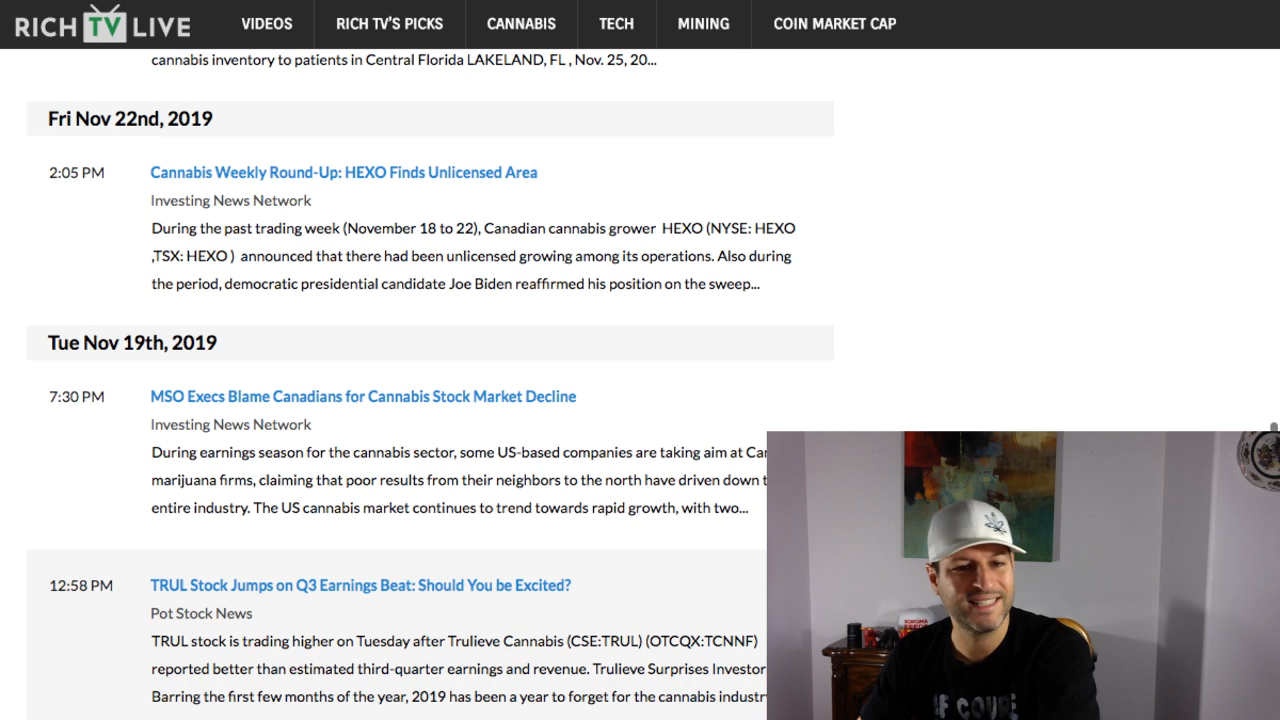 RICH TV LIVE
VIDEOS
RICH TV'S PICKS
CANNABIS
TECH
MINING
COIN MARKET CAP
cannabis inventory to patients in Central Florida LAKELAND, FL , Nov. 25, 20...
Fri Nov 22nd, 2019
2:05 PM
Cannabis Weekly Round-Up: HEXO Finds Unlicensed Area
Investing News Network
During the past trading week (November 18 to 22), Canadian cannabis grower HEXO (NYSE: HEXO
,TSX: HEXO ) announced that there had been unlicensed growing among its operations. Also during
the period, democratic presidential candidate Joe Biden reaffirmed his position on the sweep...
Tue Nov 19th, 2019
7:30 PM
MSO Execs Blame Canadians for Cannabis Stock Market Decline
Investing News Network
During earnings season for the cannabis sector, some US-based companies are taking aim at
marijuana firms, claiming that poor results from their neighbors to the north have driven down
entire industry. The US cannabis market continues to trend towards rapid growth, with two...
12:58 PM
TRUL Stock Jumps on Q3 Earnings Beat: Should You be Excited?
Pot Stock News
TRUL stock is trading higher on Tuesday after Trulieve Cannabis (CSE:TRUL) (OTCQX:TCNNF)
reported better than estimated third-quarter earnings and revenue. Trulieve Surprises Investor
Barring the first few months of the year, 2019 has been a year to forget for the cannabis